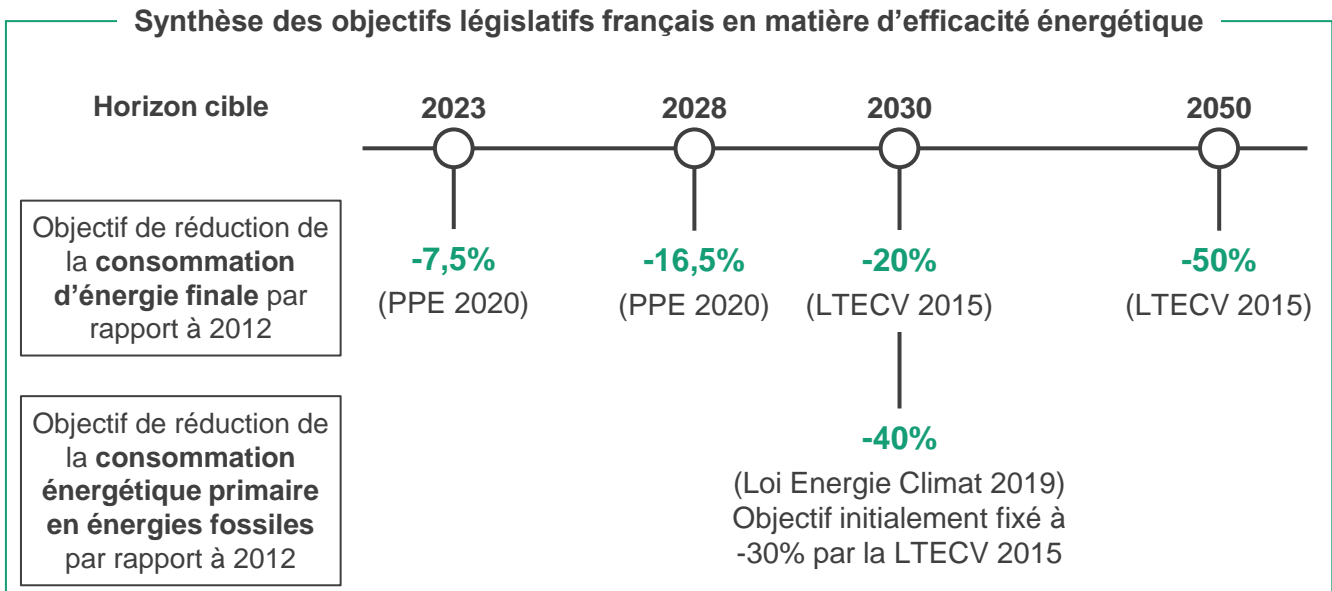 Synthèse des objectifs législatifs français en matière d’efficacité énergétique
Horizon cible
2023
2028
2030
2050
Objectif de réduction de
la consommation
d’énergie finale par
rapport à 2012
-7,5%
(PPE 2020)
-16,5%
(PPE 2020)
-20%
(LTECV 2015)
-50%
(LTECV 2015)
Objectif de réduction de
la consommation
énergétique primaire
en énergies fossiles
par rapport à 2012
-40%
(Loi Energie Climat 2019)
Objectif initialement fixé à
-30% par la LTECV 2015